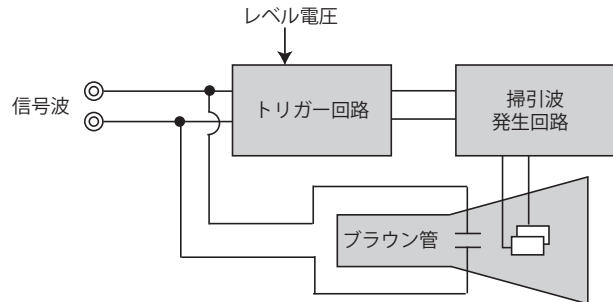 レベル電圧
信号波
トリガー回路
掃引波
発生回路
ブラウン管